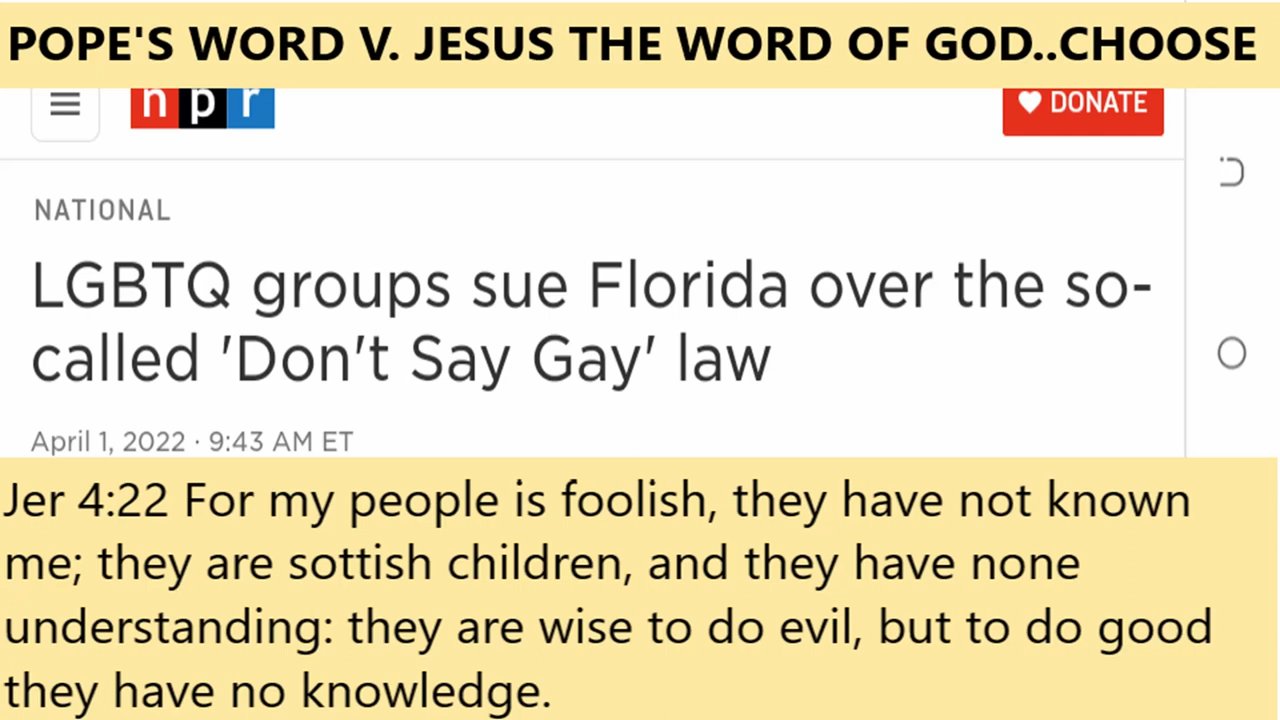 POPE'S WORD V. JESUS THE WORD OF GOD..CHOOSE
npr
DONATE
NATIONAL
LGBTQ groups sue Florida over the so-
called 'Don't Say Gay' law
April 1, 2022 · 9:43 AM ET
Jer 4:22 For my people is foolish, they have not known
me; they are sottish children, and they have none
understanding: they are wise to do evil, but to do good
they have no knowledge.